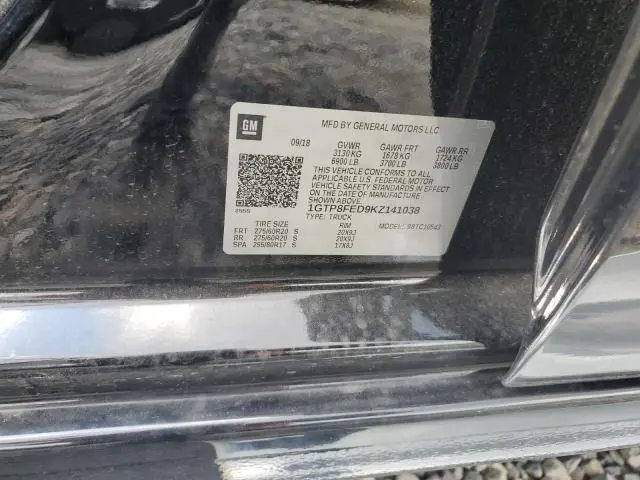 GM
MFD BY GENERAL MOTORS LLC
09/18 GVWR GAWR FRT GAWR RR
3130 KG 1678 KG 1724 KG
6900 LB 3700 LB 3800 LB
THIS VEHICLE CONFORMS TO ALL
APPLICABLE U.S. FEDERAL MOTOR
VEHICLE SAFETY STANDARDS IN
EFFECT ON THE DATE OF MANUFACTURE
SHOWN ABOVE.
1GTP8FED9KZ141038
TYPE: TRUCK
TIRE SIZE RIM MODEL:
FRT 275/60R20 S 20X9J
RR 275/60R20 S 20X9J
SPA 255/80R17 S 17X8J